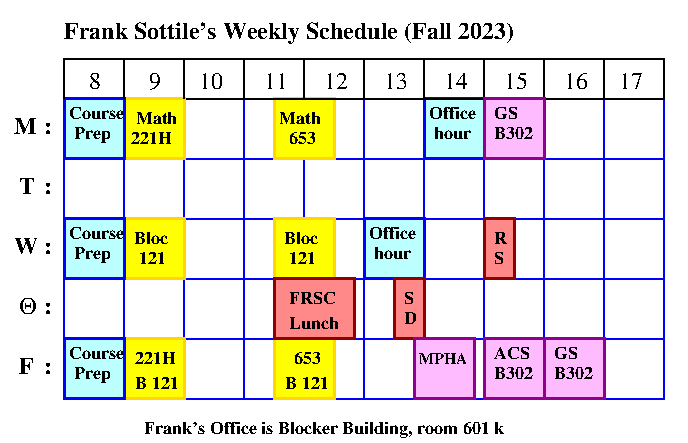 Frank Sottile's Weekly Schedule (Fall 2023)
8 9 10 11 12 13 14 15 16 17
M :
Course
Prep
Math
221H
Math
653
Office
hour
GS
B302
T :
W :
Course
Prep
Bloc
121
Bloc
121
Office
hour
R
S
Θ :
FRSC
Lunch
S
D
F :
Course
Prep
221H
B 121
653
B 121
MPHA
ACS
B302
GS
B302
Frank's Office is Blocker Building, room 601 k